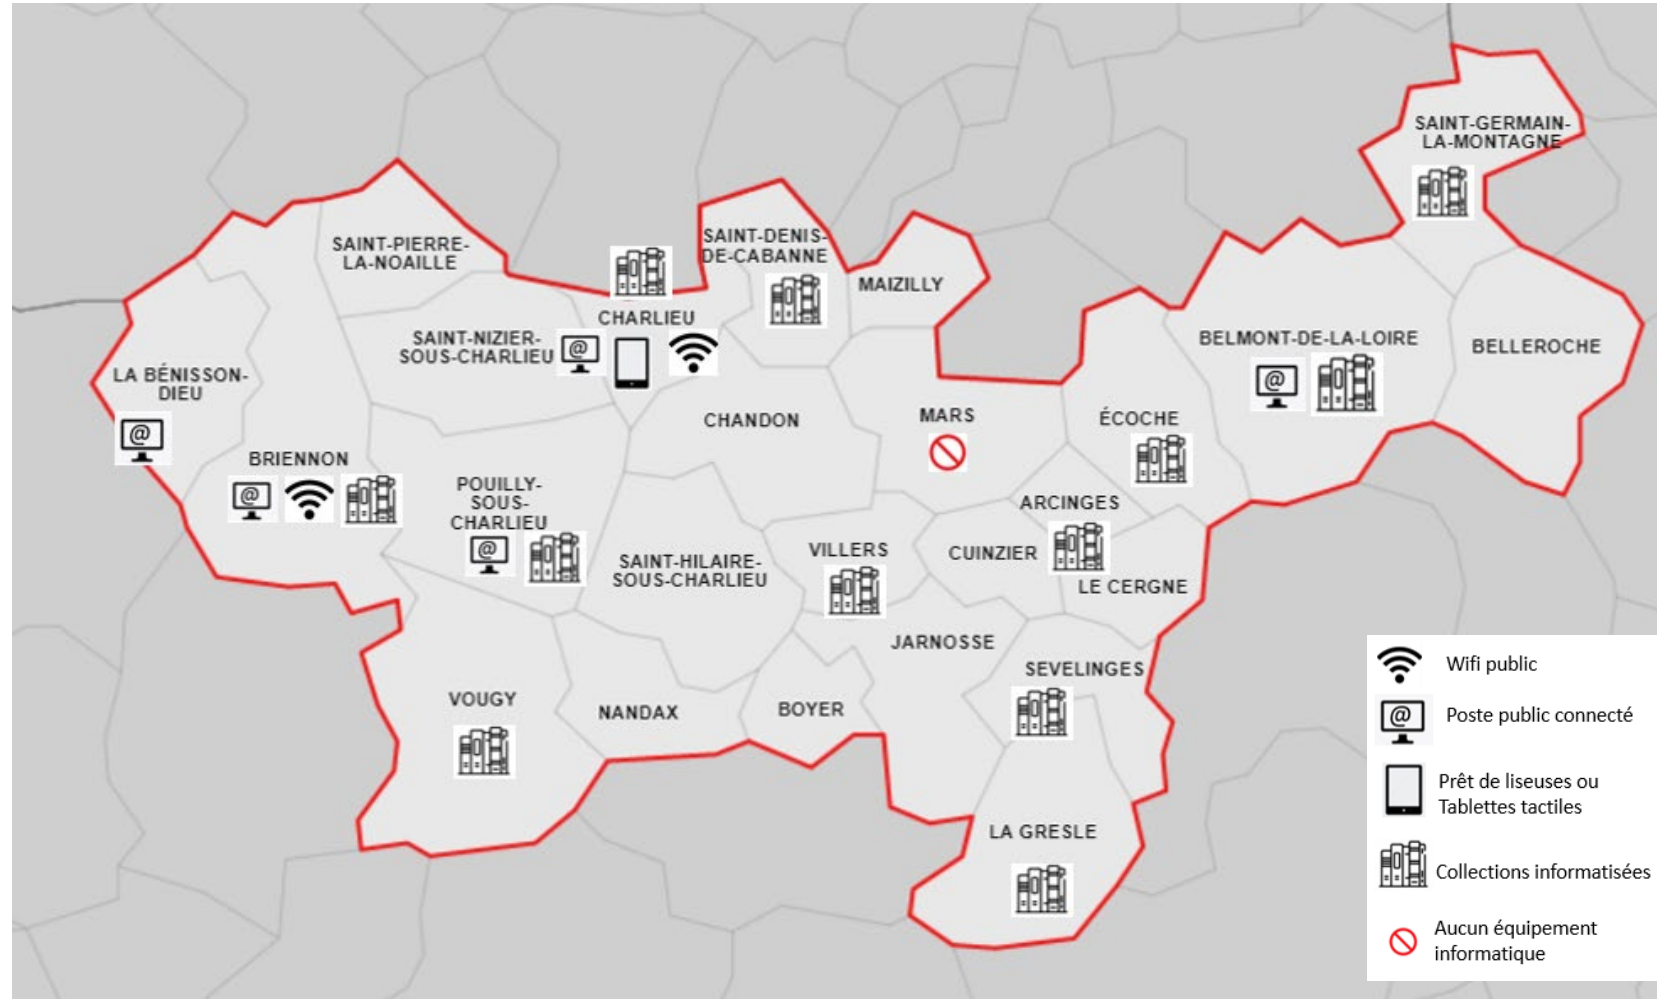 SAINT-GERMAIN-
LA-MONTAGNE
SAINT-PIERRE-
LA-NOAILLE
SAINT-DENIS-
DE-CABANNE
MAIZILLY
CHARLIEU
SAINT-NIZIER-
SOUS-CHARLIEU
@
BELMONT-DE-LA-LOIRE
@
BELLEROCHE
LA BÉNISSON-
DIEU
@
CHANDON
MARS
ÉCOCHE
BRIENNON
@
POUILLY-
SOUS-
CHARLIEU
@
ARCINGES
SAINT-HILAIRE-
SOUS-CHARLIEU
VILLERS
CUINZIER
LE CERGNE
JARNOSSE
SEVELINGES
VOUGY
NANDAX
BOYER
LA GRESLE
Wifi public
@
Poste public connecté
Prêt de liseuses ou
Tablettes tactiles
Collections informatisées
Aucun équipement
informatique